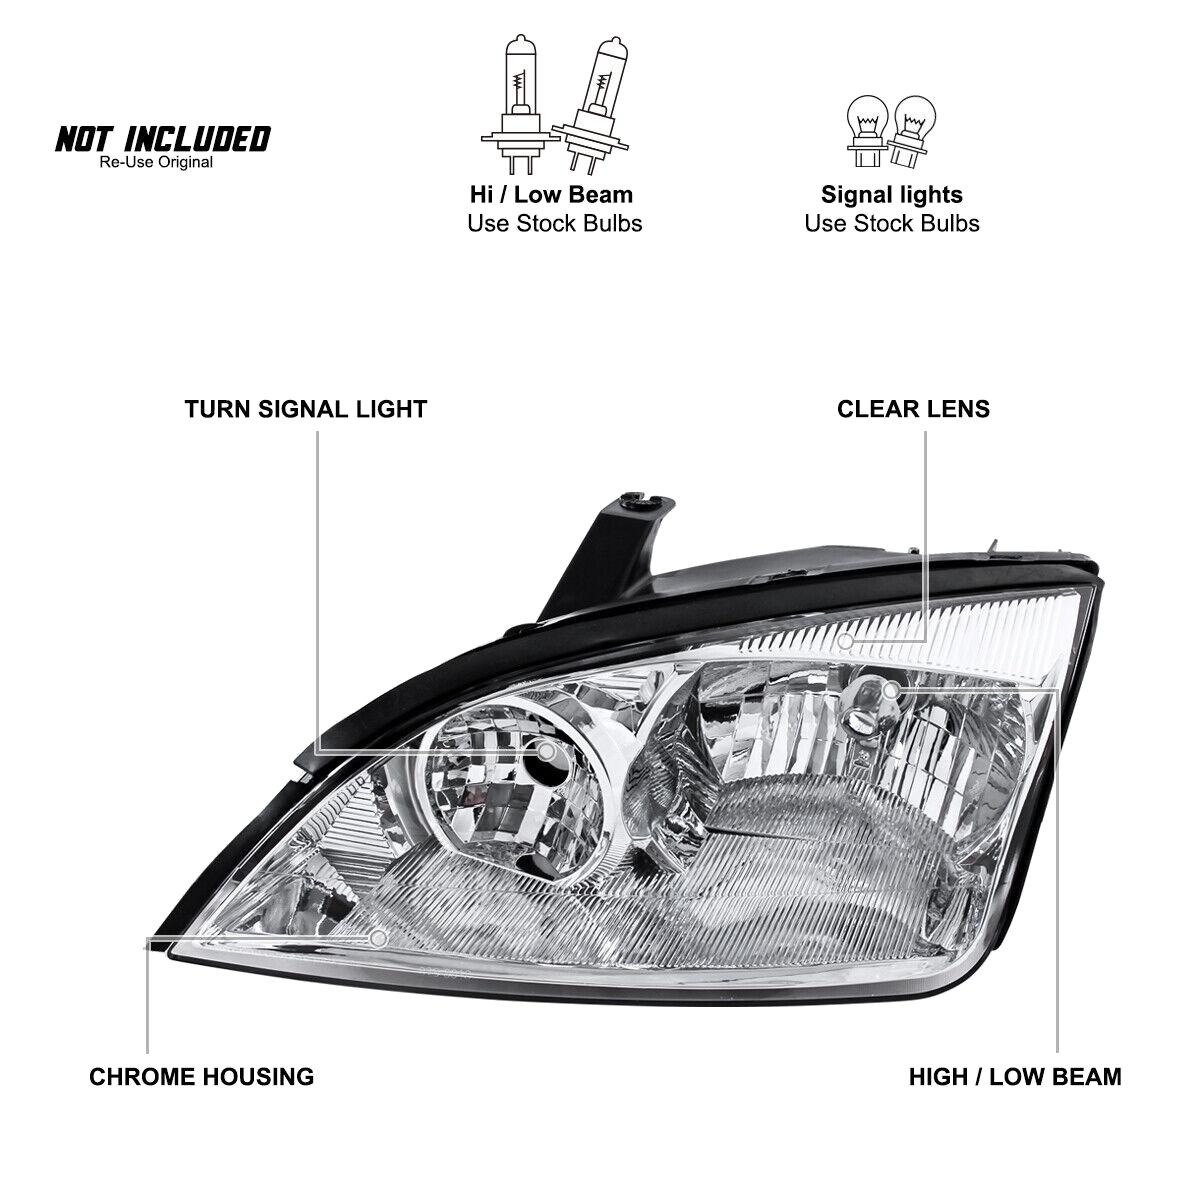 NOT INCLUDED
Re-Use Original
Hi / Low Beam
Use Stock Bulbs
Signal lights
Use Stock Bulbs
TURN SIGNAL LIGHT
CLEAR LENS
CHROME HOUSING
HIGH / LOW BEAM